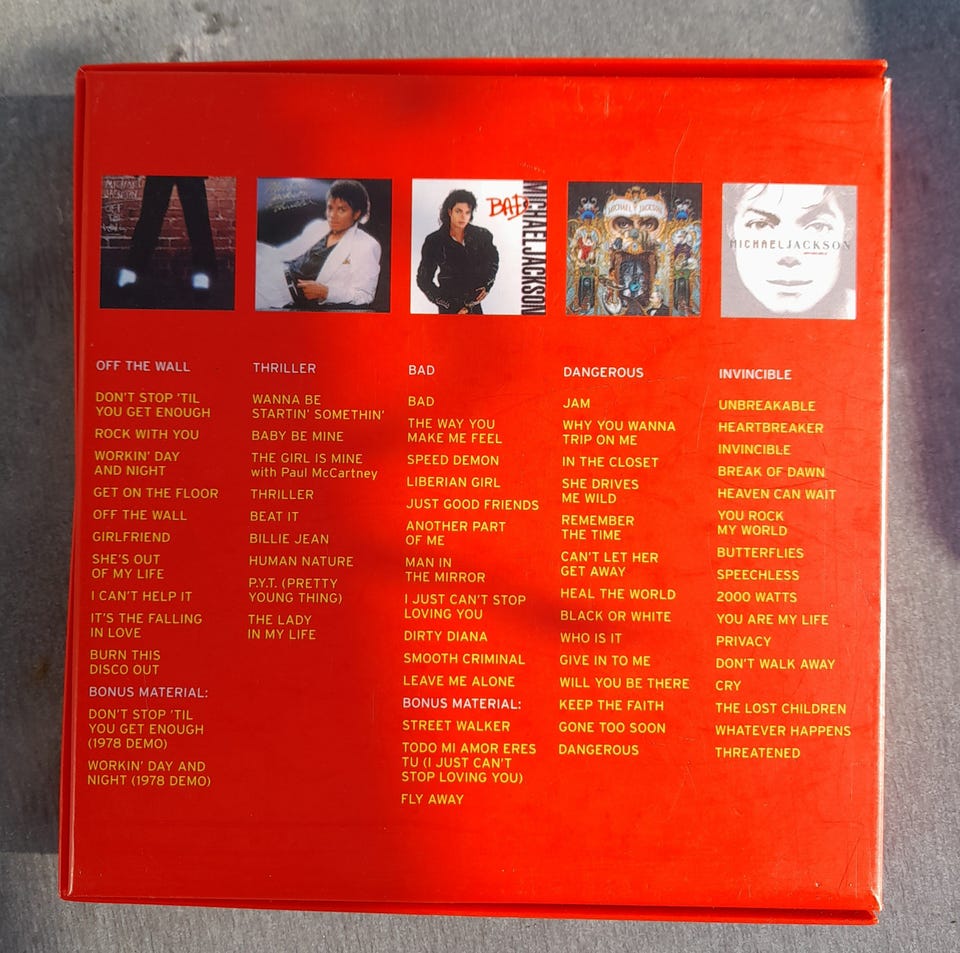 MICHAEL
JACKSON
OFF
THE
BAD
MICHAEL JACKSON
MICHAEL JACKSON
MICHAEL JACKSON
OFF THE WALL
DON'T STOP 'TIL
YOU GET ENOUGH
ROCK WITH YOU
WORKIN' DAY
AND NIGHT
GET ON THE FLOOR
OFF THE WALL
GIRLFRIEND
SHE'S OUT
OF MY LIFE
I CAN'T HELP IT
IT'S THE FALLING
IN LOVE
BURN THIS
DISCO OUT
BONUS MATERIAL:
DON'T STOP 'TIL
YOU GET ENOUGH
(1978 DEMO)
WORKIN' DAY AND
NIGHT (1978 DEMO)
THRILLER
WANNA BE
STARTIN' SOMETHIN'
BABY BE MINE
THE GIRL IS MINE
with Paul McCartney
THRILLER
BEAT IT
BILLIE JEAN
HUMAN NATURE
P.Y.T. (PRETTY
YOUNG THING)
THE LADY
IN MY LIFE
BAD
BAD
THE WAY YOU
MAKE ME FEEL
SPEED DEMON
LIBERIAN GIRL
JUST GOOD FRIENDS
ANOTHER PART
OF ME
MAN IN
THE MIRROR
I JUST CAN'T STOP
LOVING YOU
DIRTY DIANA
SMOOTH CRIMINAL
LEAVE ME ALONE
BONUS MATERIAL:
STREET WALKER
TODO MI AMOR ERES
TU (I JUST CAN'T
STOP LOVING YOU)
FLY AWAY
DANGEROUS
JAM
WHY YOU WANNA
TRIP ON ME
IN THE CLOSET
SHE DRIVES
ME WILD
REMEMBER
THE TIME
CAN'T LET HER
GET AWAY
HEAL THE WORLD
BLACK OR WHITE
WHO IS IT
GIVE IN TO ME
WILL YOU BE THERE
KEEP THE FAITH
GONE TOO SOON
DANGEROUS
INVINCIBLE
UNBREAKABLE
HEARTBREAKER
INVINCIBLE
BREAK OF DAWN
HEAVEN CAN WAIT
YOU ROCK
MY WORLD
BUTTERFLIES
SPEECHLESS
2000 WATTS
YOU ARE MY LIFE
PRIVACY
DON'T WALK AWAY
CRY
THE LOST CHILDREN
WHATEVER HAPPENS
THREATENED